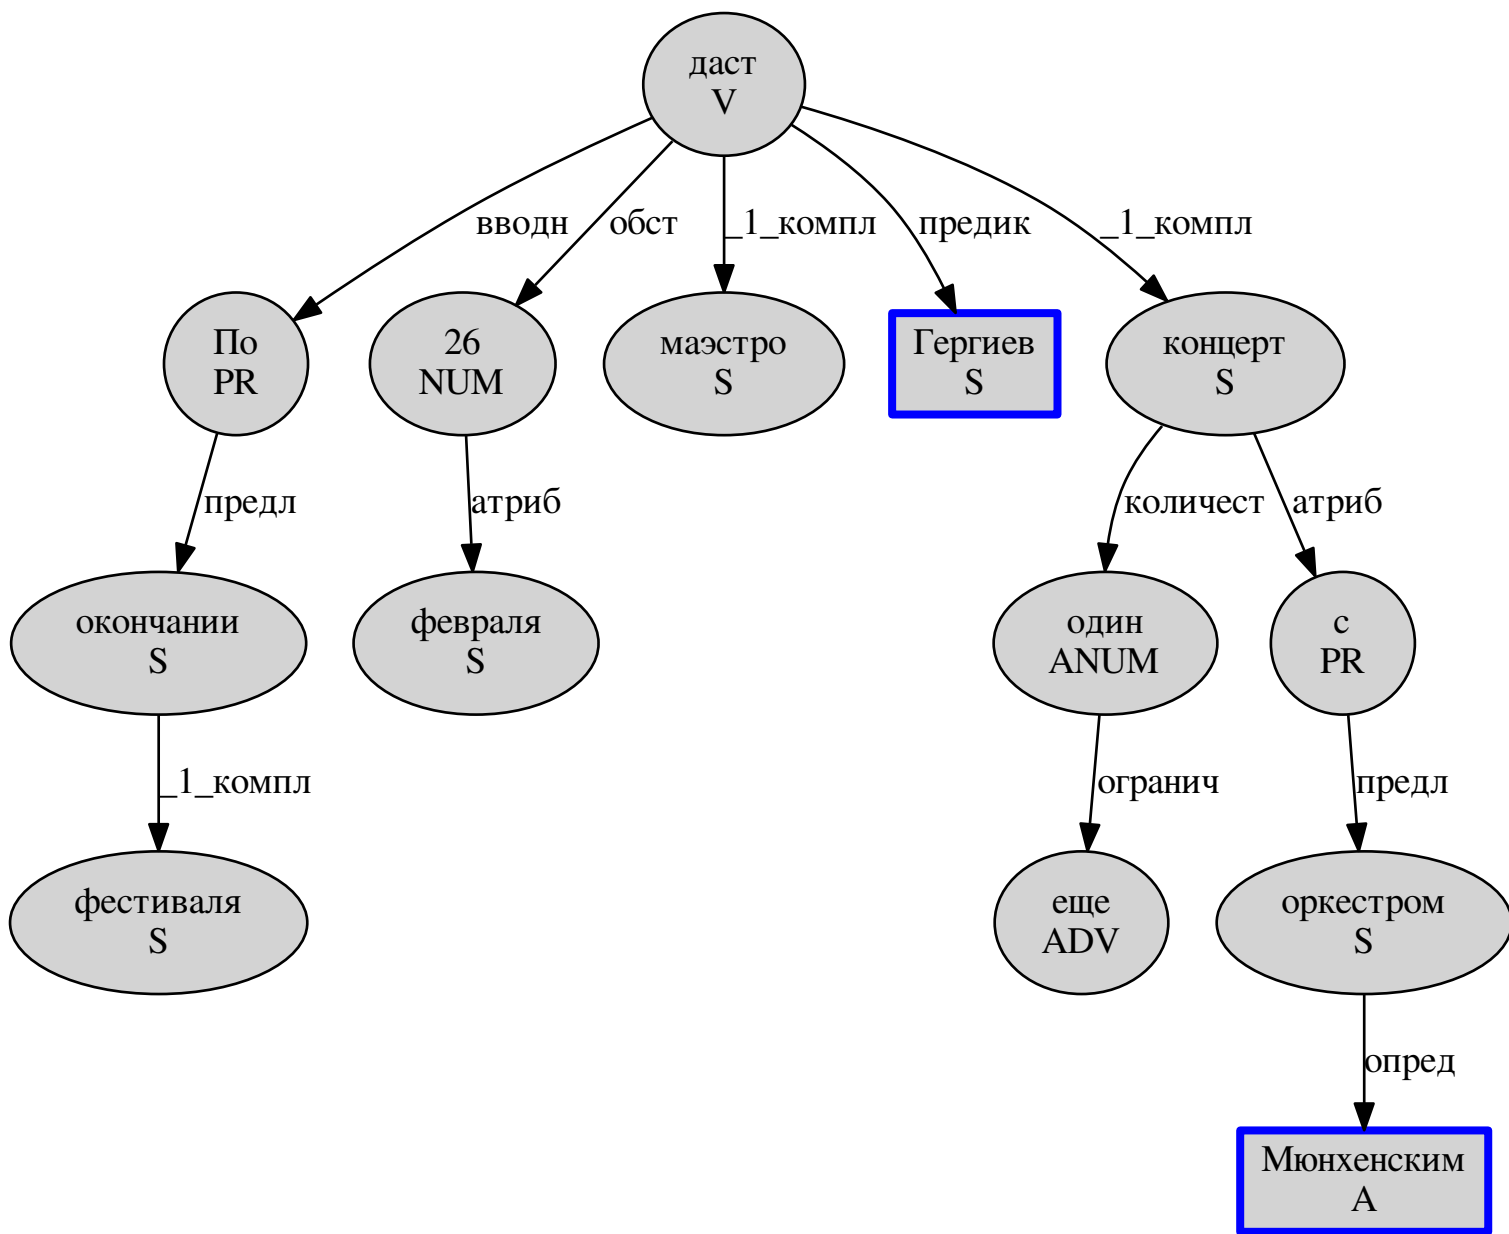 даст
V
вводн
обст
_1_компл
предик
_1_компл
По
PR
26
NUM
маэстро
S
Гергиев
S
концерт
S
предл
атриб
количест
атриб
окончании
S
февраля
S
один
ANUM
с
PR
_1_компл
огранич
предл
фестиваля
S
еще
ADV
оркестром
S
опред
Мюнхенским
A